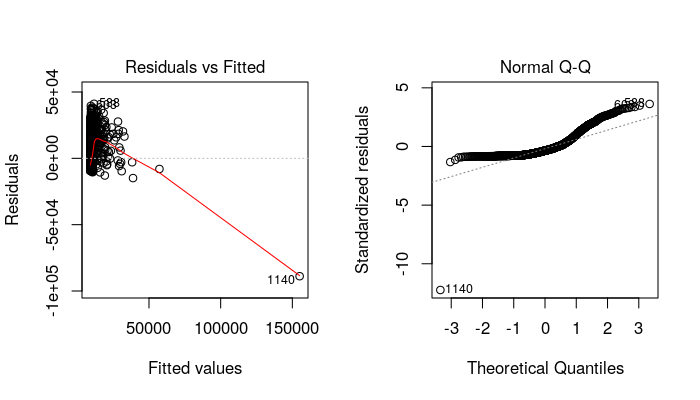 Residuals vs Fitted
Residuals
5e+04
0e+00
-5e+04
-1e+05
1140
50000 100000 150000
Fitted values
Normal Q-Q
Standardized residuals
5
0
-5
-10
1140
-3 -2 -1 0 1 2 3
Theoretical Quantiles